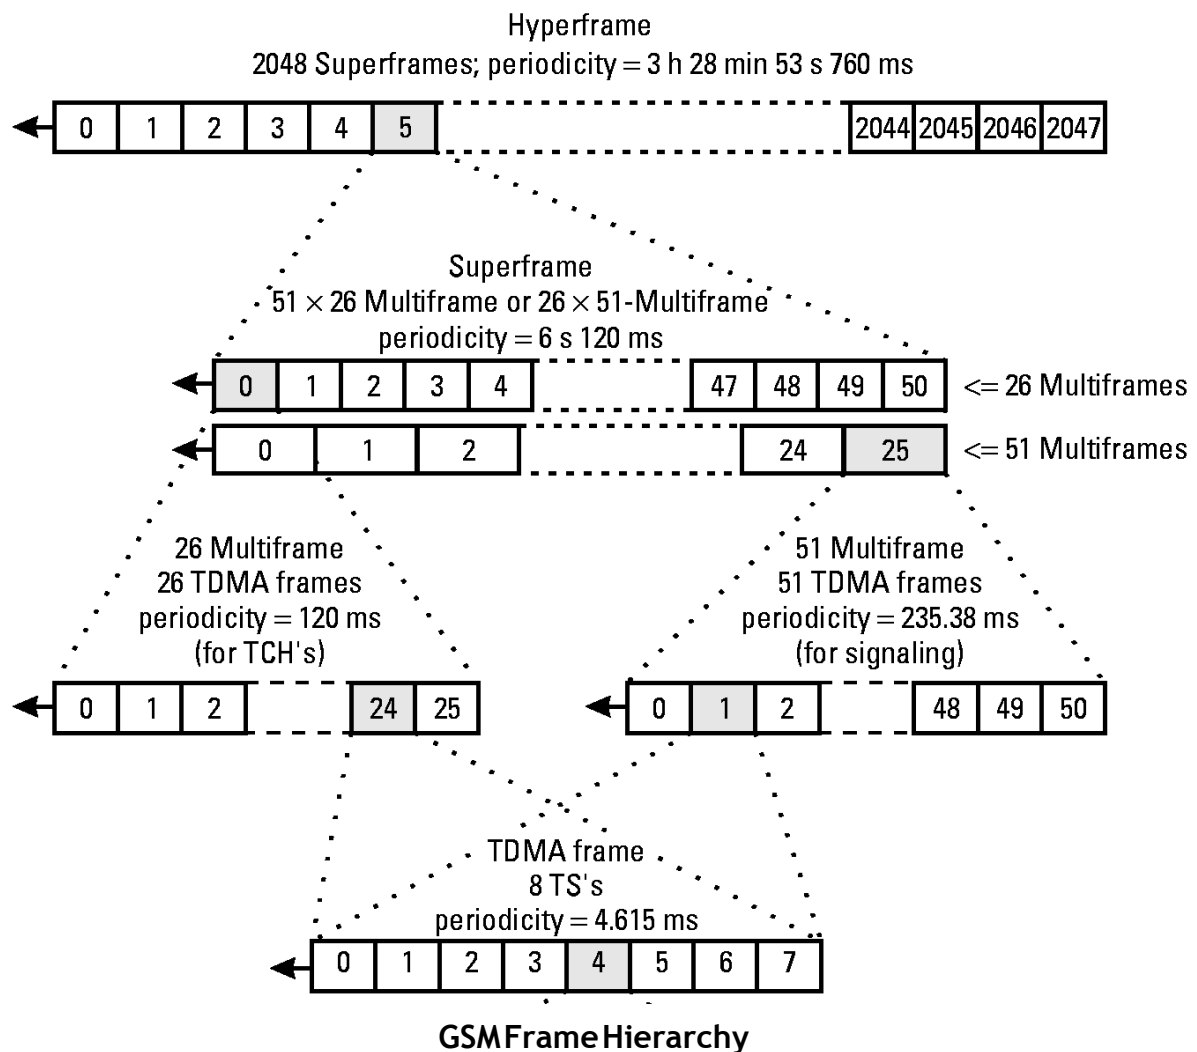 Hyperframe
2048 Superframes; periodicity = 3 h 28 min 53 s 760 ms
0 1 2 3 4 5 2044 2045 2046 2047
Superframe
51 × 26 Multiframe or 26 × 51-Multiframe
periodicity = 6 s 120 ms
0 1 2 3 4 47 48 49 50 <= 26 Multiframes
0 1 2 24 25 <= 51 Multiframes
26 Multiframe
26 TDMA frames
periodicity = 120 ms
(for TCH's)
51 Multiframe
51 TDMA frames
periodicity = 235.38 ms
(for signaling)
0 1 2 24 25
0 1 2 48 49 50
TDMA frame
8 TS's
periodicity = 4.615 ms
0 1 2 3 4 5 6 7
GSM Frame Hierarchy